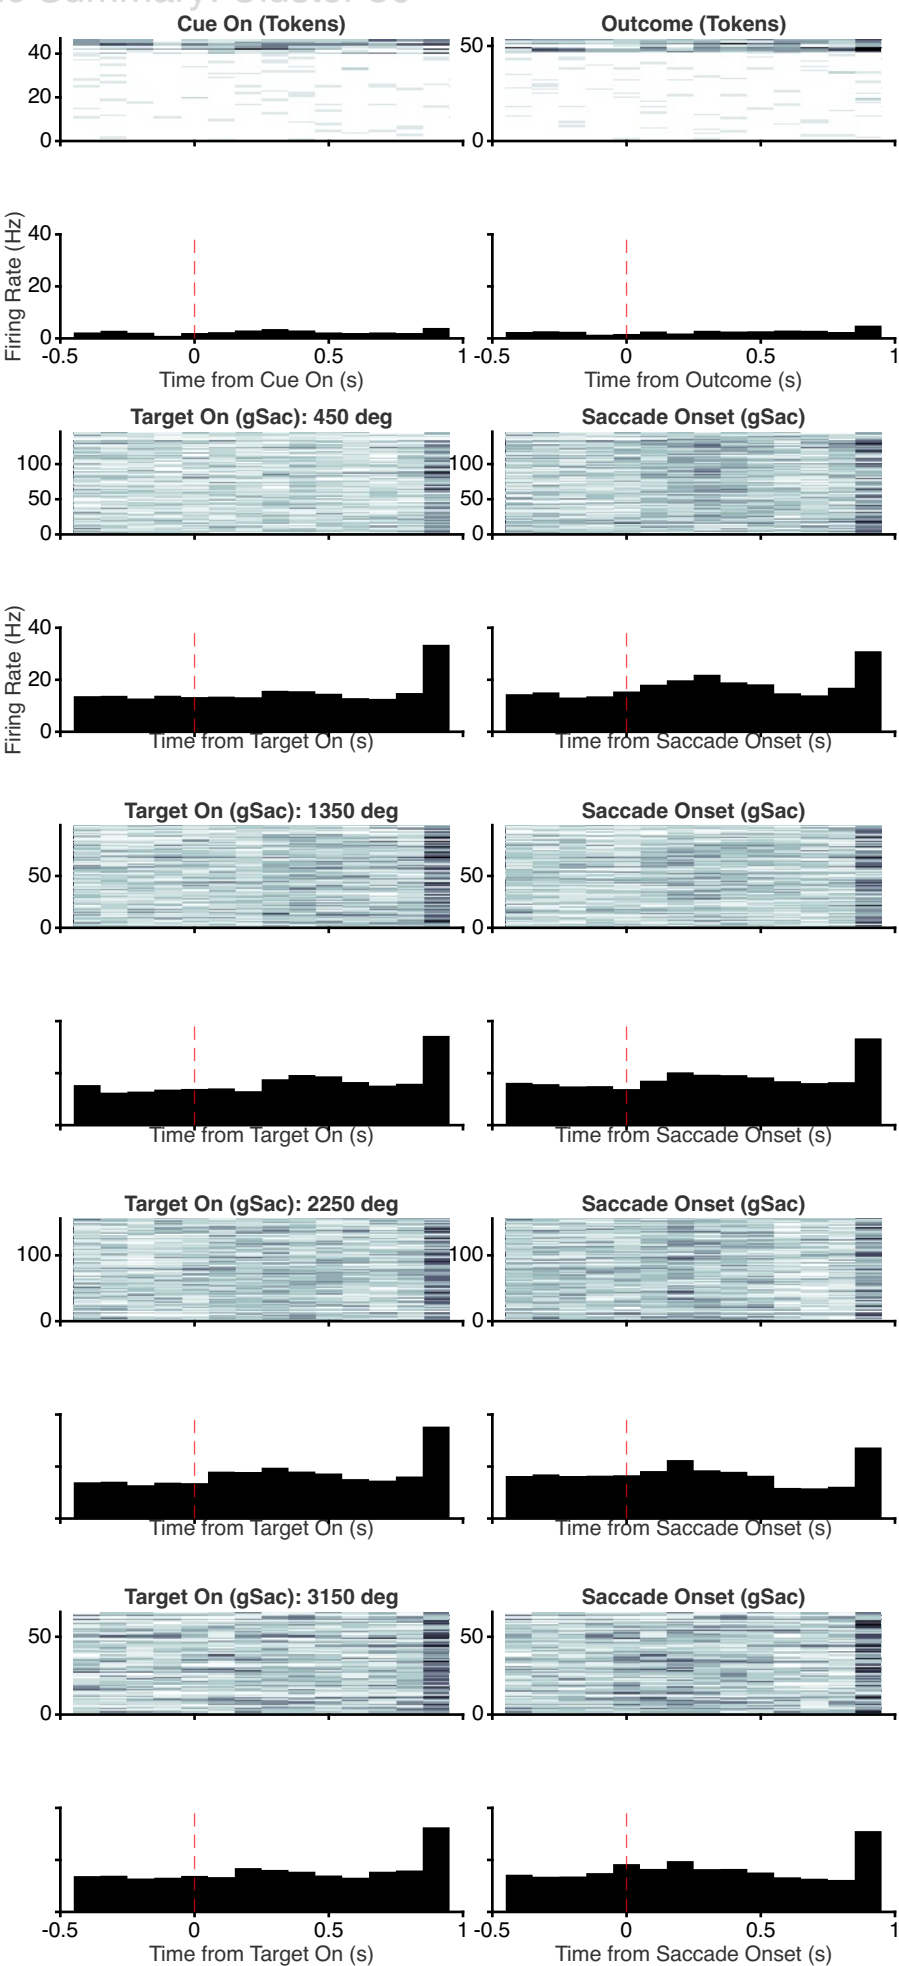 Summary: Cluster
Cue On (Tokens)
Outcome (Tokens)
40
20
0
50
0
Firing Rate (Hz)
40
20
0
-0.5
0
0.5
1
-0.5
0
0.5
1
Time from Cue On (s)
Time from Outcome (s)
Target On (gSac): 450 deg
Saccade Onset (gSac)
100
50
0
100
50
0
Firing Rate (Hz)
40
20
0
Time from Target On (s)
Time from Saccade Onset (s)
Target On (gSac): 1350 deg
Saccade Onset (gSac)
50
0
50
0
Time from Target On (s)
Time from Saccade Onset (s)
Target On (gSac): 2250 deg
Saccade Onset (gSac)
100
0
100
0
Time from Target On (s)
Time from Saccade Onset (s)
Target On (gSac): 3150 deg
Saccade Onset (gSac)
50
0
50
0
-0.5
0
0.5
1
-0.5
0
0.5
1
Time from Target On (s)
Time from Saccade Onset (s)